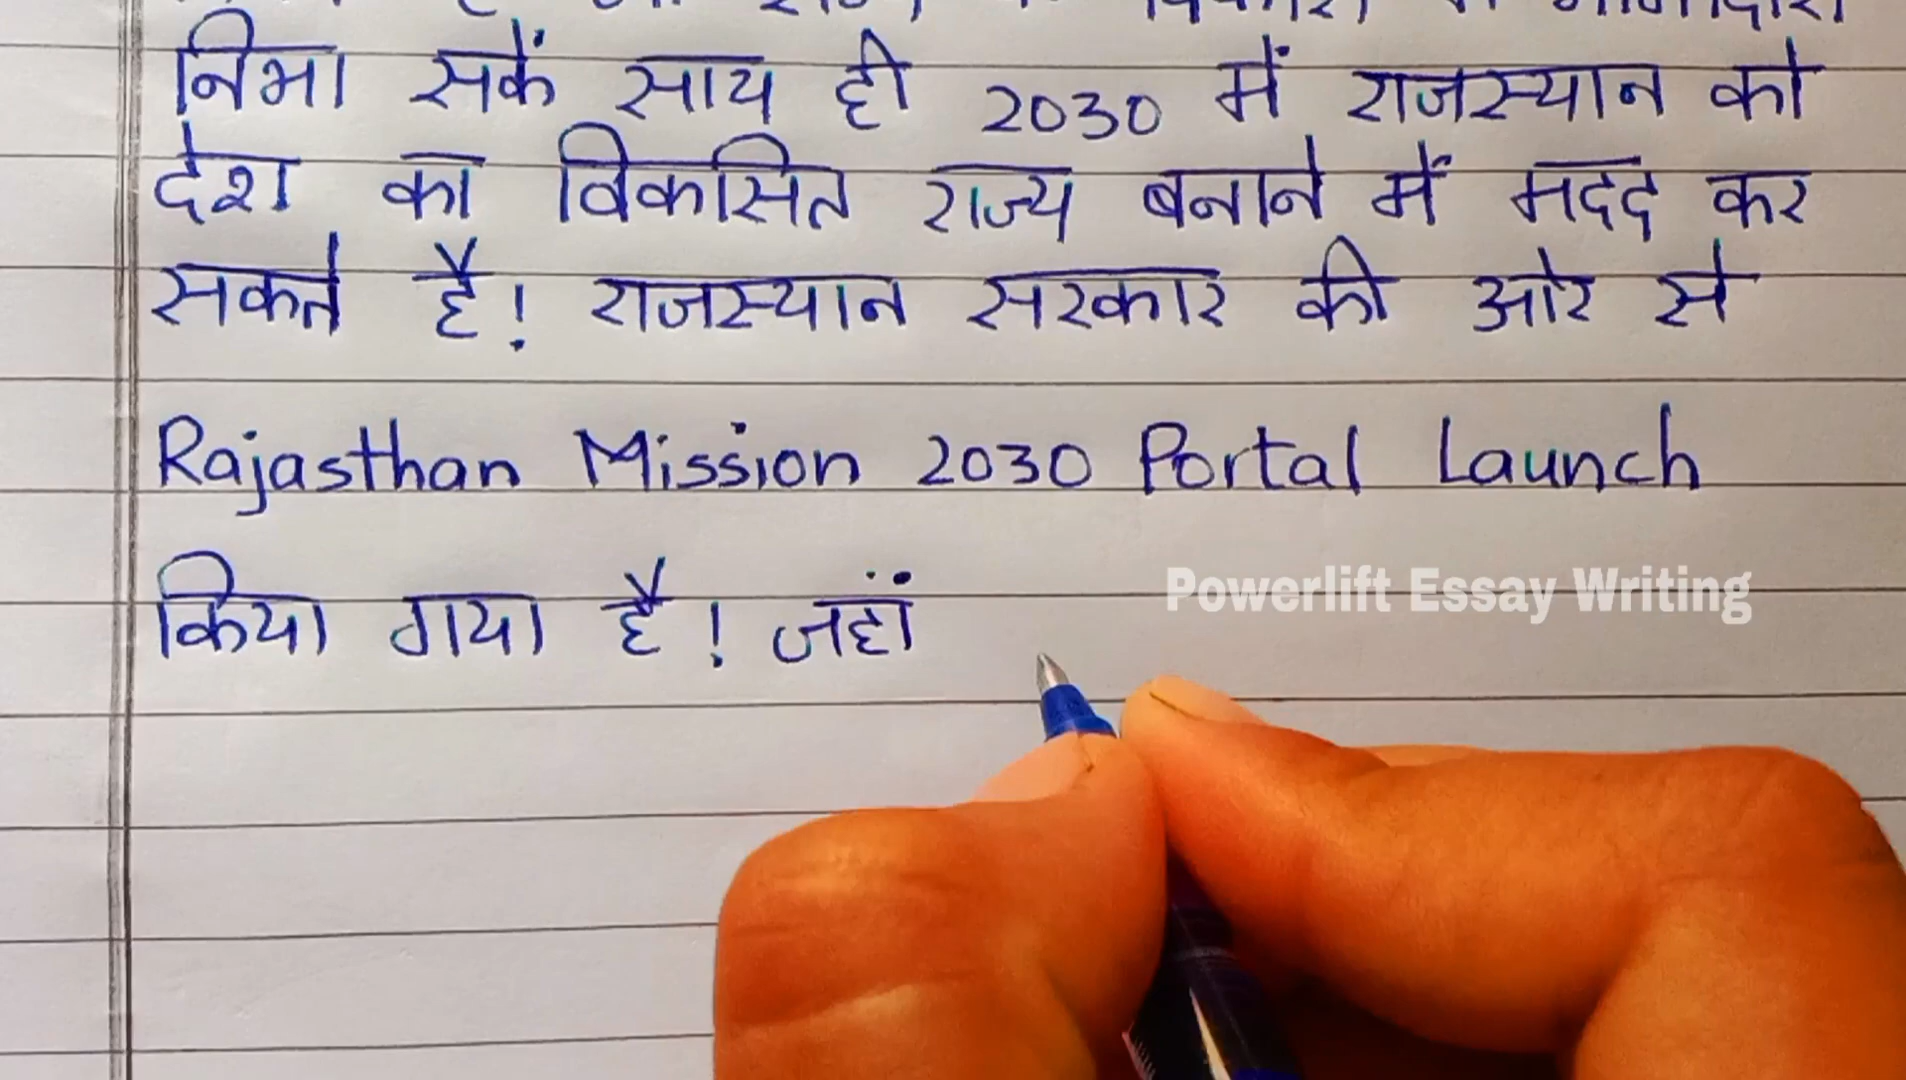 निभा सकें साथ ही 2030 में राजस्थान को
देश का विकसित राज्य बनाने में मदद कर
सकते है! राजस्थान सरकार की ओर से
Rajasthan Mission 2030 Portal Launch
किया गया है! जहां
Powerlift Essay Writing